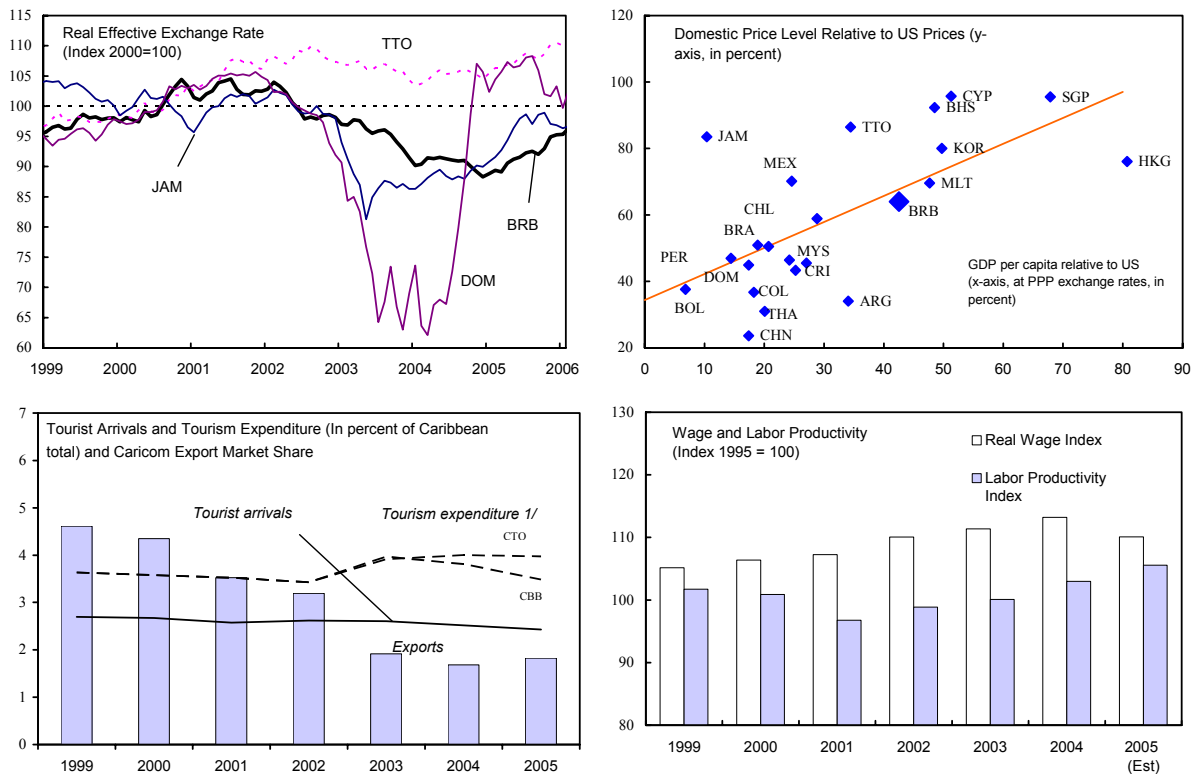 Real Effective Exchange Rate
(Index 2000=100)
115
110
105
100
95
90
85
80
75
70
65
60
TTO
JAM
BRB
DOM
1999 2000 2001 2002 2003 2004 2005 2006
Domestic Price Level Relative to US Prices (y-
axis, in percent)
120
100
80
60
40
20
CYP
SGP
BHS
TTO
JAM
KOR
HKG
MEX
MLT
CHL
BRB
BRA
PER
MYS
DOM
CRI
GDP per capita relative to US
(x-axis, at PPP exchange rates, in
percent)
BOL
COL
ARG
THA
CHN
0 10 20 30 40 50 60 70 80 90
Tourist Arrivals and Tourism Expenditure (In percent of Caribbean
total) and Caricom Export Market Share
7
6
5
4
3
2
1
0
Tourist arrivals
Tourism expenditure 1/
CTO
CBB
Exports
1999 2000 2001 2002 2003 2004 2005
Wage and Labor Productivity
(Index 1995 = 100)
Real Wage Index
Labor Productivity
Index
130
120
110
100
90
80
1999 2000 2001 2002 2003 2004 2005
(Est)